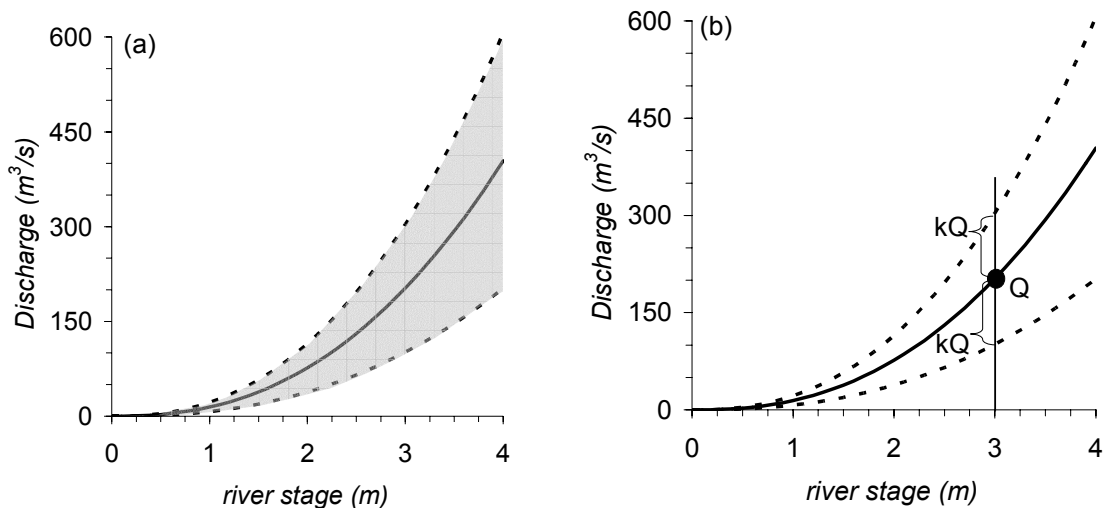 (a)
600
450
300
150
0
Discharge (m³/s)
0 1 2 3 4
river stage (m)
(b)
600
450
300
150
0
Discharge (m³/s)
kQ
Q
kQ
0 1 2 3 4
river stage (m)